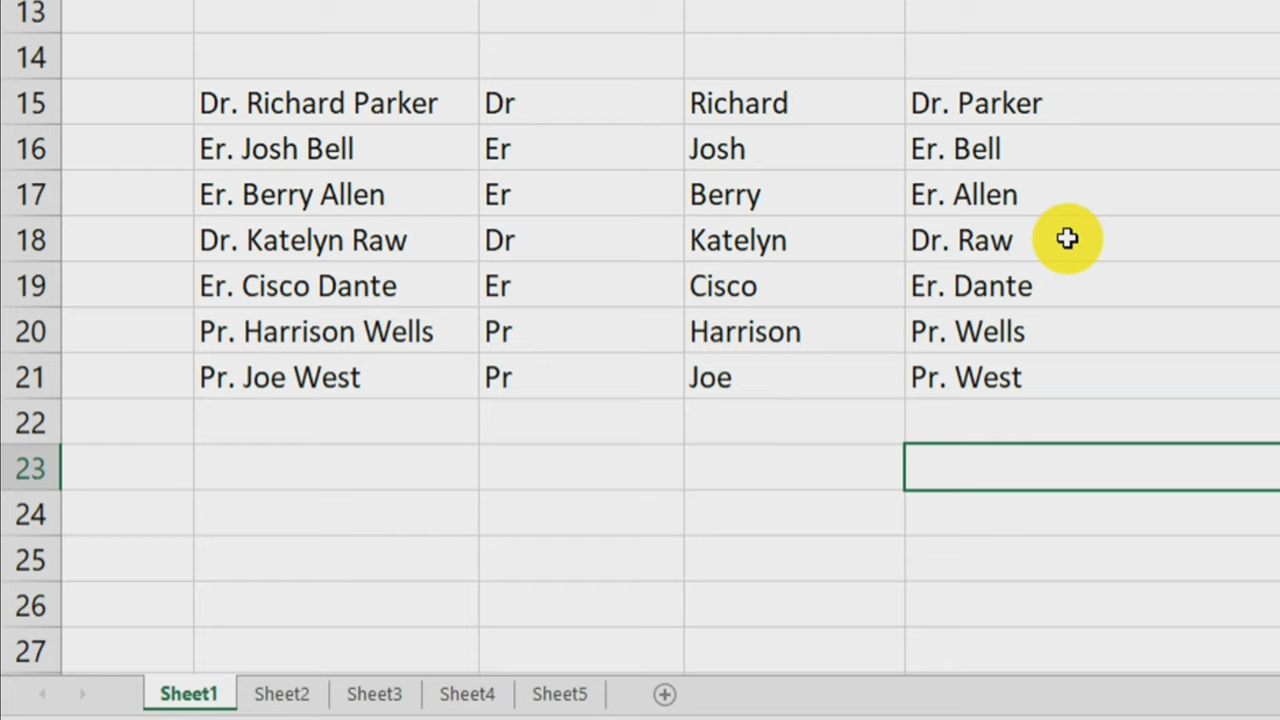 13
14
15 Dr. Richard Parker Dr Richard Dr. Parker
16 Er. Josh Bell Er Josh Er. Bell
17 Er. Berry Allen Er Berry Er. Allen
18 Dr. Katelyn Raw Dr Katelyn Dr. Raw
19 Er. Cisco Dante Er Cisco Er. Dante
20 Pr. Harrison Wells Pr Harrison Pr. Wells
21 Pr. Joe West Pr Joe Pr. West
22
23
24
25
26
27
Sheet1 Sheet2 Sheet3 Sheet4 Sheet5